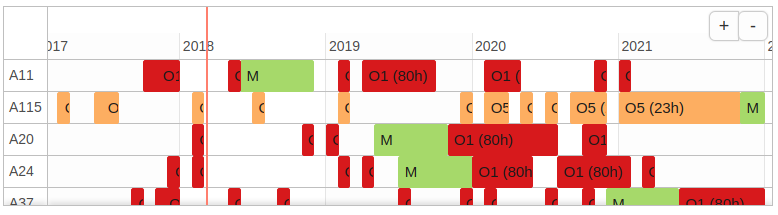 + -
017 2018 2019 2020 2021
A11 O1 M O1 (80h) O1 (
A115 O O5 O5 ( O5 (23h) M
A20 M O1 (80h) O1
A24 M O1 (80h O1 (80h)
A37 M O1 (80h)